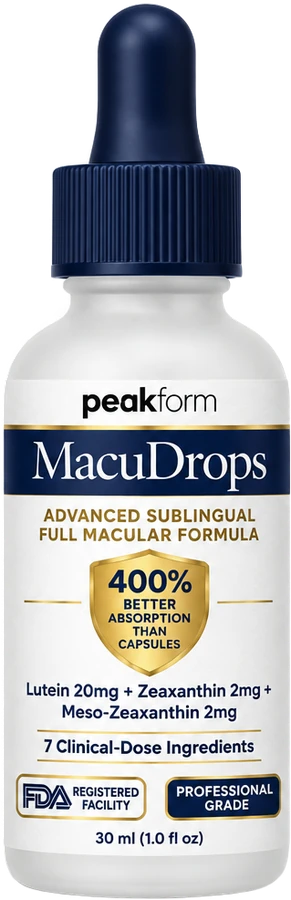 peakform
MacuDrops
ADVANCED SUBLINGUAL
FULL MACULAR FORMULA
400%
BETTER
ABSORPTION
THAN
CAPSULES
Lutein 20mg + Zeaxanthin 2mg +
Meso-Zeaxanthin 2mg
7 Clinical-Dose Ingredients
FDA REGISTERED
FACILITY
PROFESSIONAL
GRADE
30 ml (1.0 fl oz)